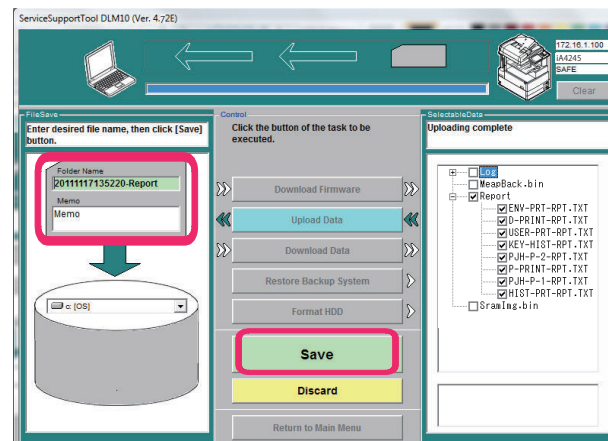 ServiceSupportTool DLM10 (Ver. 4.72E)
172.16.1.100
iA4245
SAFE
Clear
FileSave
Enter desired file name, then click [Save]
button.
Folder Name
20111117135220-Report
Memo
Memo
c: [OS]
Control
Click the button of the task to be
executed.
Download Firmware
Upload Data
Download Data
Restore Backup System
Format HDD
Save
Discard
Return to Main Menu
SelectableData
Uploading complete
Log
MeapBack.bin
Report
ENV-PRT-RPT.TXT
D-PRINT-RPT.TXT
USER-PRT-RPT.TXT
KEY-HIST-RPT.TXT
PJH-P-2-RPT.TXT
P-PRINT-RPT.TXT
PJH-P-1-RPT.TXT
HIST-PRT-RPT.TXT
SramImg.bin